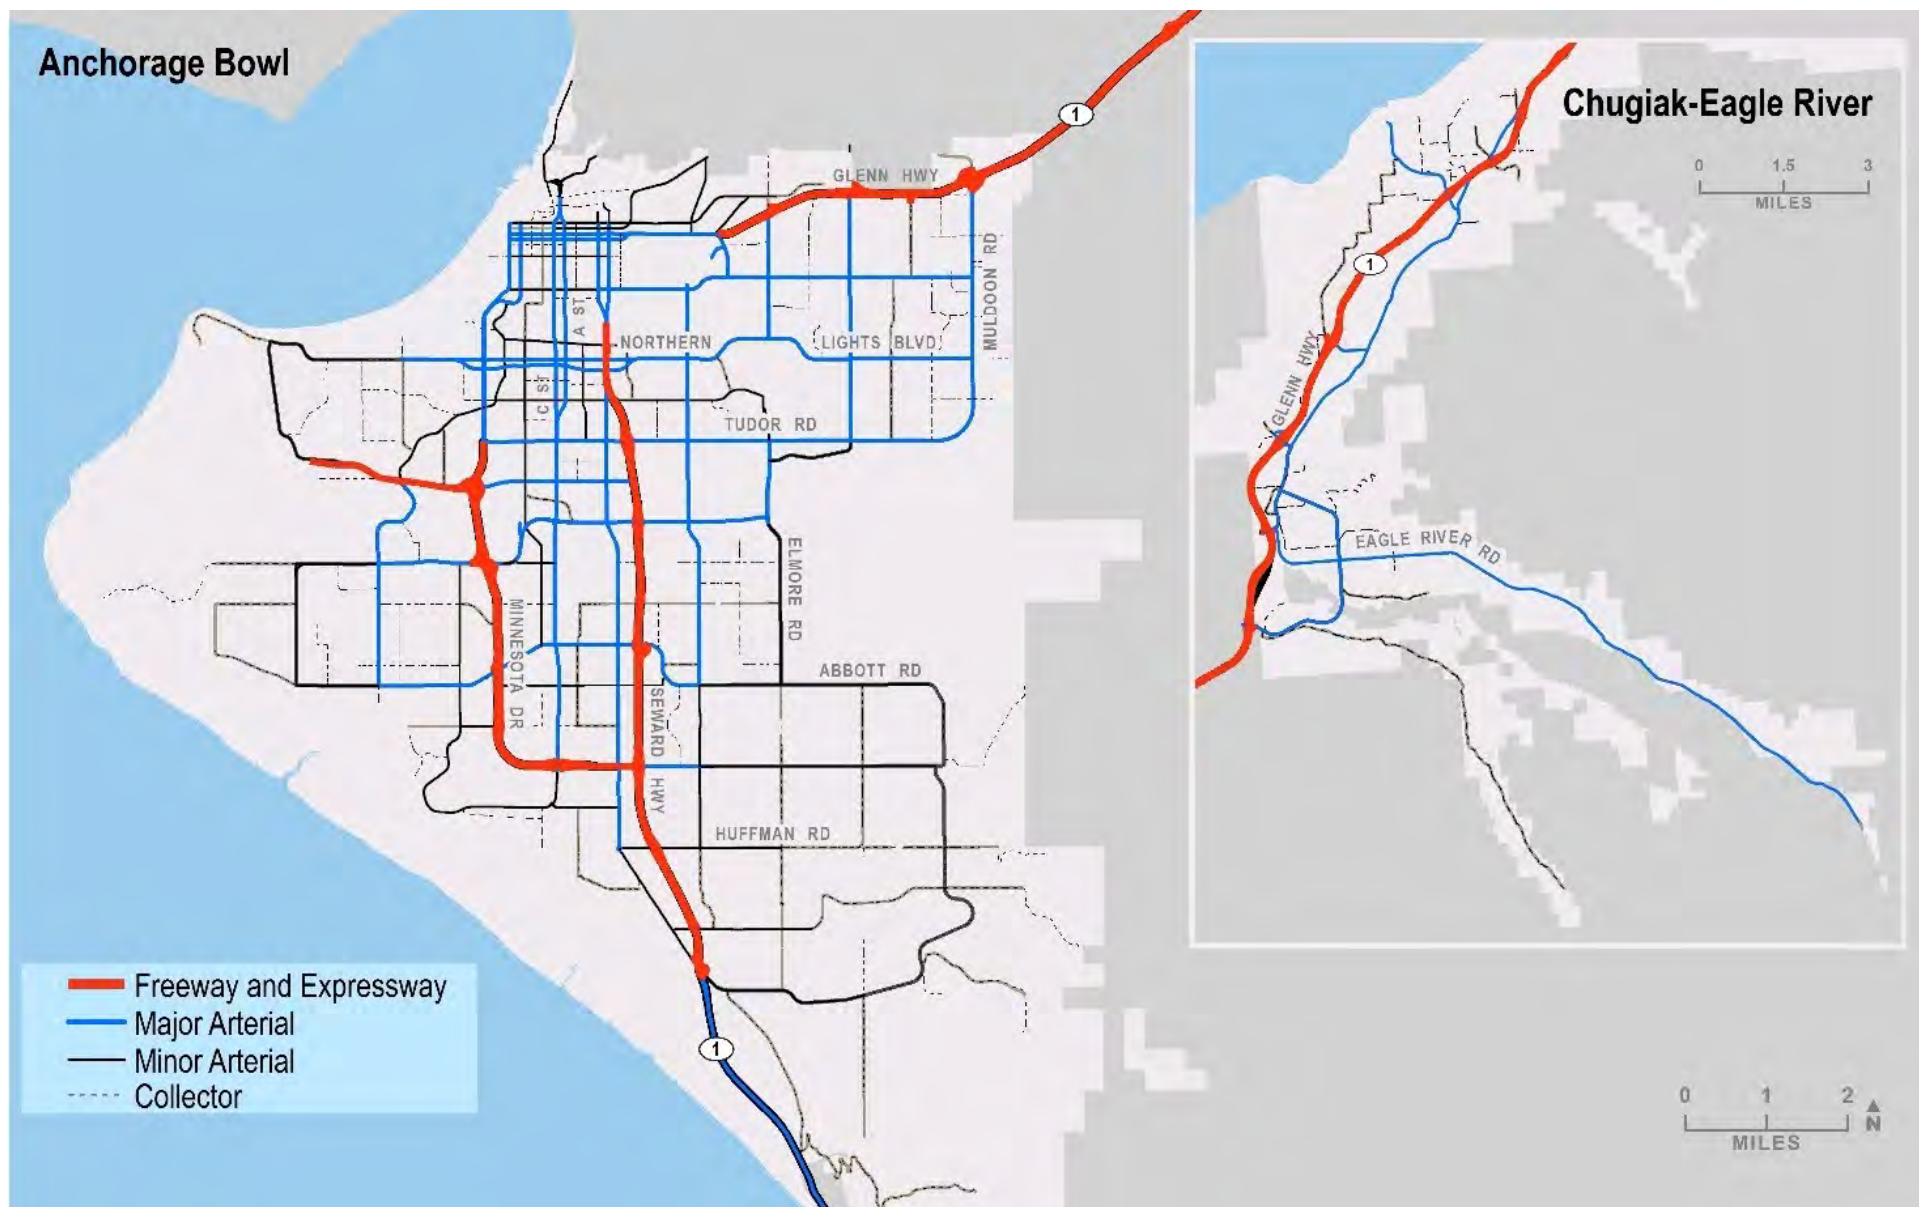 Anchorage Bowl
1
GLENN HWY
MULDOON RD
A ST
NORTHERN LIGHTS BLVD
C ST
TUDOR RD
ELMORE RD
MINNESOTA DR
ABBOTT RD
SEWARD HWY
HUFFMAN RD
1
Freeway and Expressway
Major Arterial
Minor Arterial
Collector
Chugiak-Eagle River
0 1.5 3
MILES
1
GLENN HWY
EAGLE RIVER RD
0 1 2
MILES
N